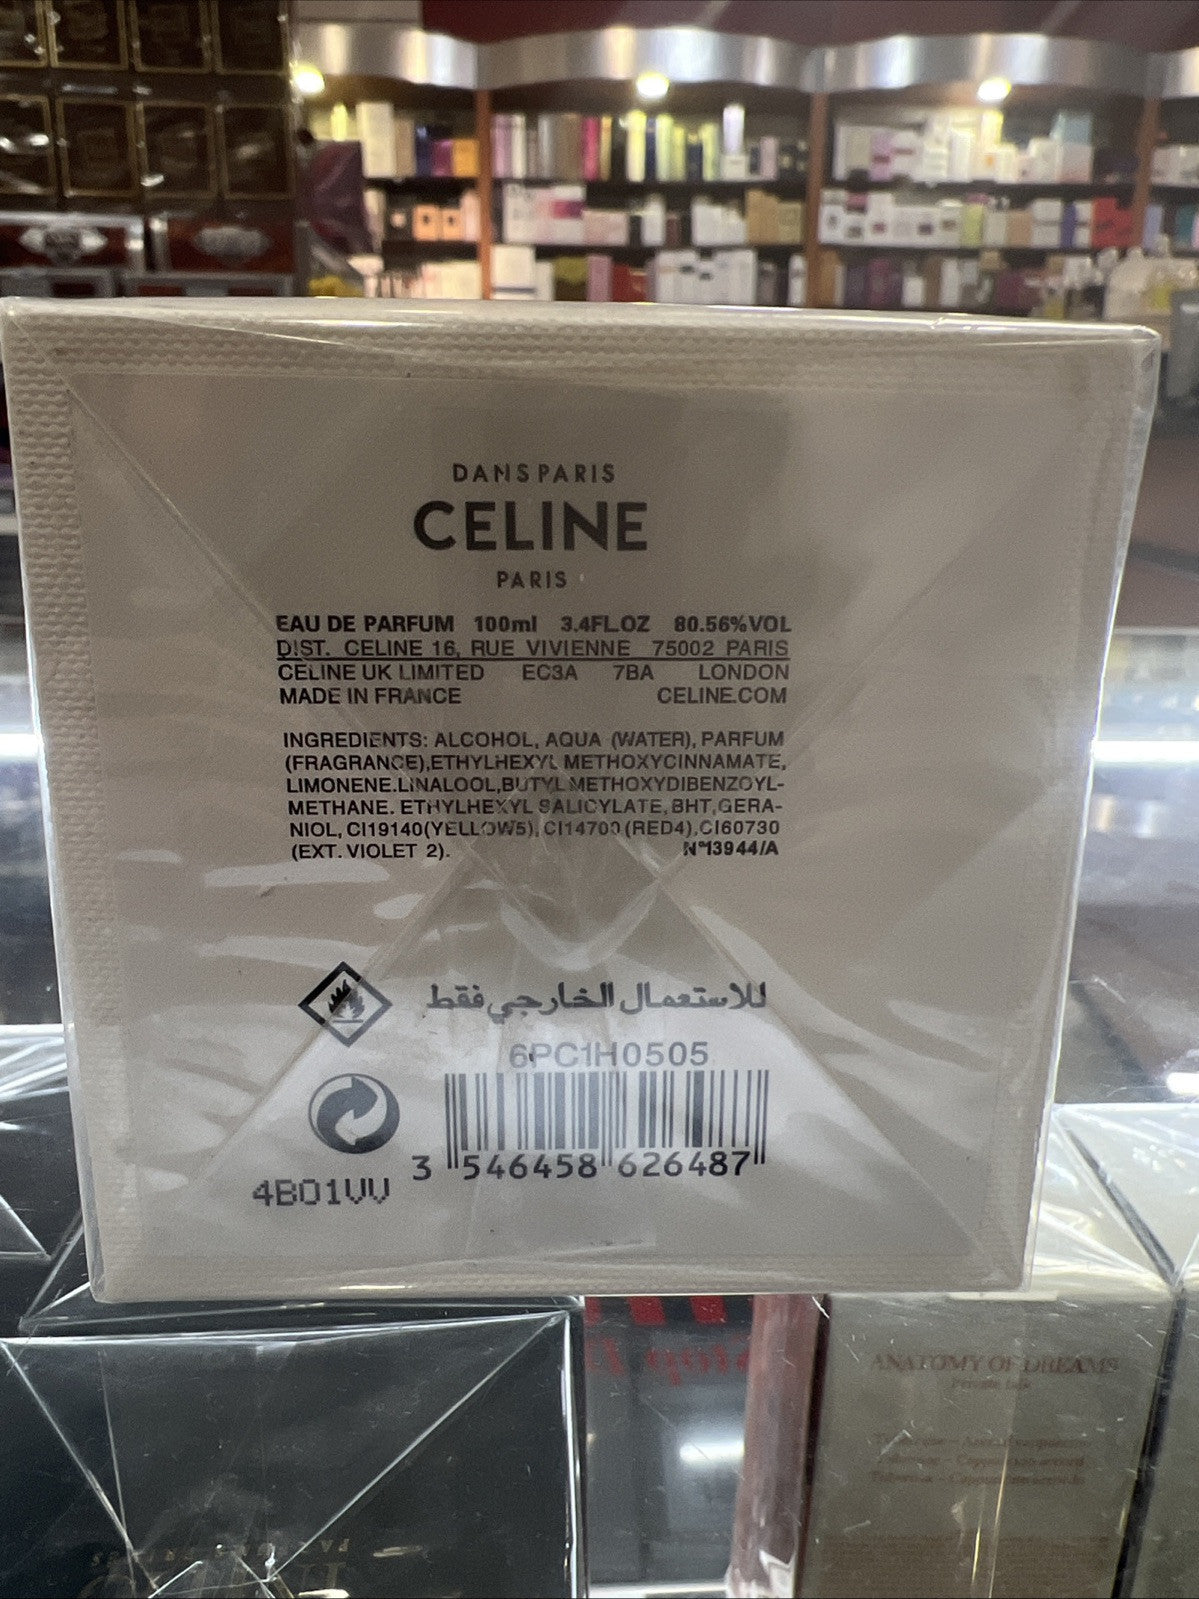 DANS PARIS
CELINE
PARIS
EAU DE PARFUM 100ml 3.4FL.OZ 80.56%VOL
DIST. CELINE 16, RUE VIVIENNE 75002 PARIS
CELINE UK LIMITED EC3A 7BA LONDON
MADE IN FRANCE CELINE.COM
INGREDIENTS: ALCOHOL, AQUA (WATER), PARFUM
(FRAGRANCE),ETHYLHEXYL METHOXYCINNAMATE,
LIMONENE.LINALOOL,BUTYL METHOXYDIBENZOYL-
METHANE. ETHYLHEXYL SALICYLATE, BHT, GERA-
NIOL, CI19140(YELLOW5), CI14700(RED4),CI60730
(EXT. VIOLET 2). N°13944/A
للاستعمال الخارجي فقط
6PC1H0505
3 546458 626487
4B01VV
ANATOMY OF DREAMS